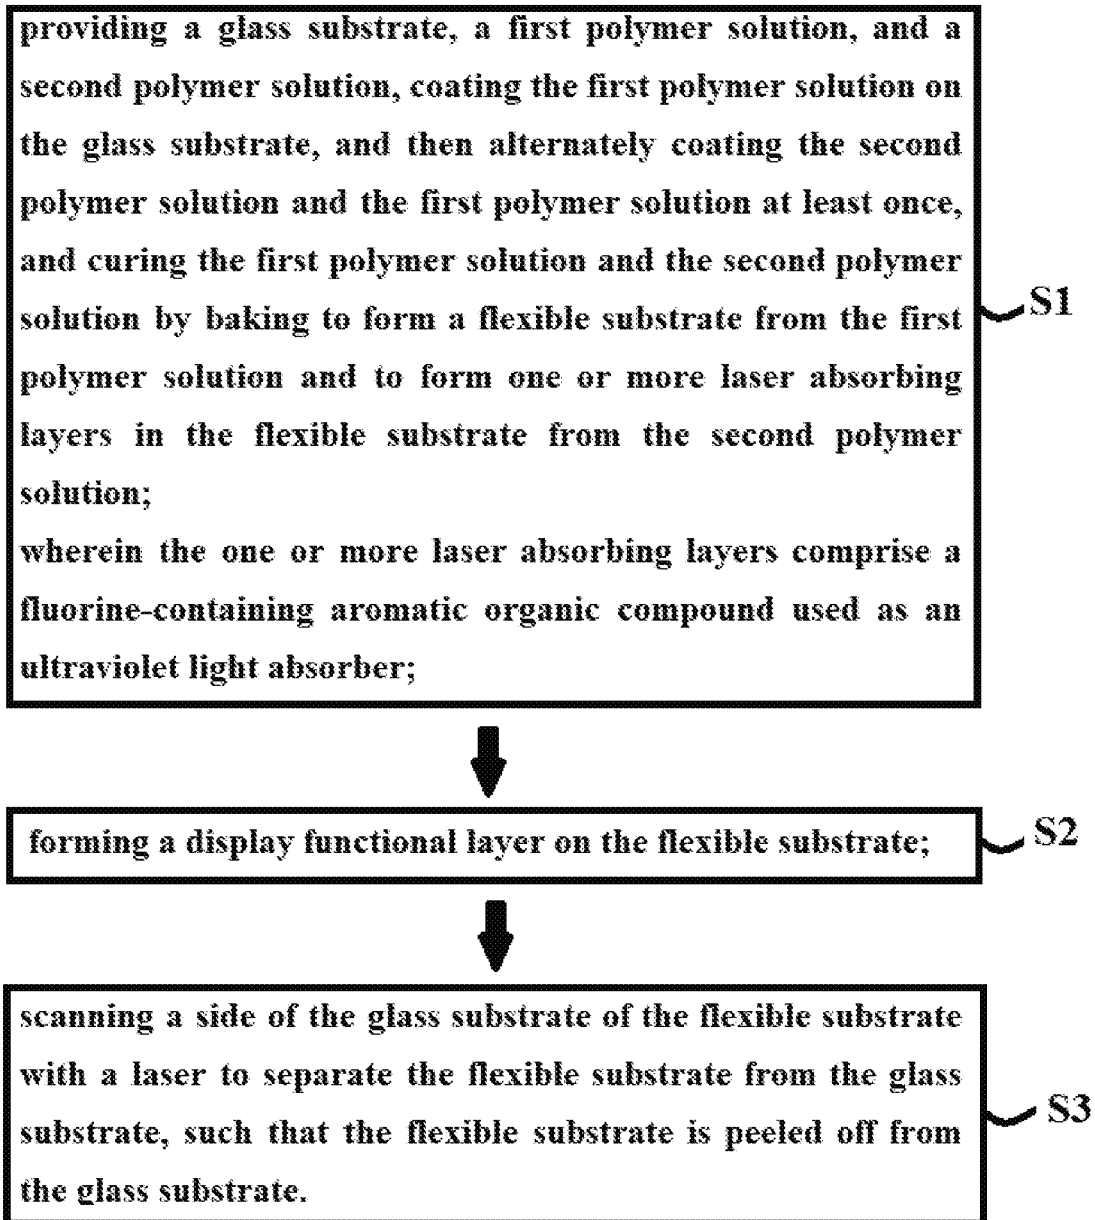 providing a glass substrate, a first polymer solution, and a
second polymer solution, coating the first polymer solution on
the glass substrate, and then alternately coating the second
polymer solution and the first polymer solution at least once,
and curing the first polymer solution and the second polymer
solution by baking to form a flexible substrate from the first
polymer solution and to form one or more laser absorbing
layers in the flexible substrate from the second polymer
solution;
wherein the one or more laser absorbing layers comprise a
fluorine-containing aromatic organic compound used as an
ultraviolet light absorber;
S1
forming a display functional layer on the flexible substrate;
S2
scanning a side of the glass substrate of the flexible substrate
with a laser to separate the flexible substrate from the glass
substrate, such that the flexible substrate is peeled off from
the glass substrate.
S3